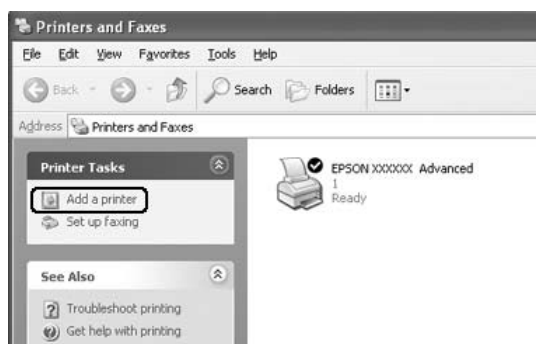 Printers and Faxes
File Edit View Favorites Tools Help
Back Search Folders
Address Printers and Faxes
Printer Tasks
Add a printer
Set up faxing
See Also
Troubleshoot printing
Get help with printing
EPSON XXXXXX Advanced
1
Ready